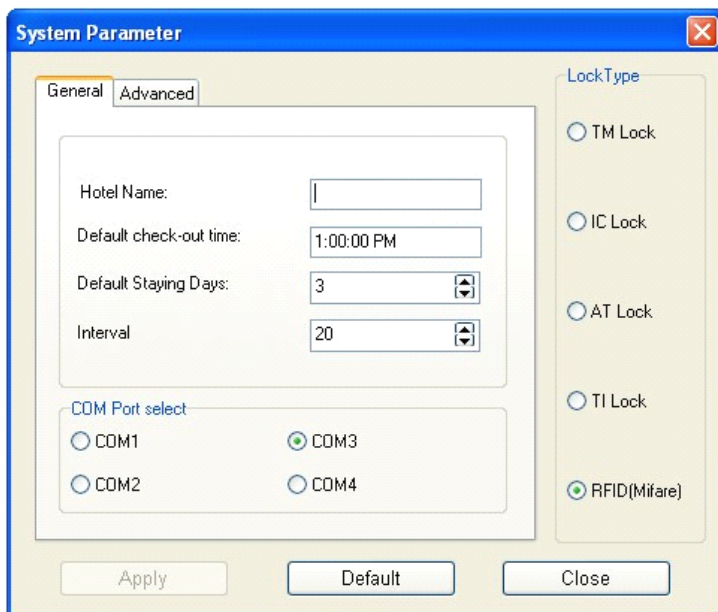 System Parameter
General Advanced
Hotel Name:
Default check-out time: 1:00:00 PM
Default Staying Days: 3
Interval 20
COM Port select
COM1 COM3
COM2 COM4
LockType
TM Lock
IC Lock
AT Lock
TI Lock
RFID(Mifare)
Apply Default Close